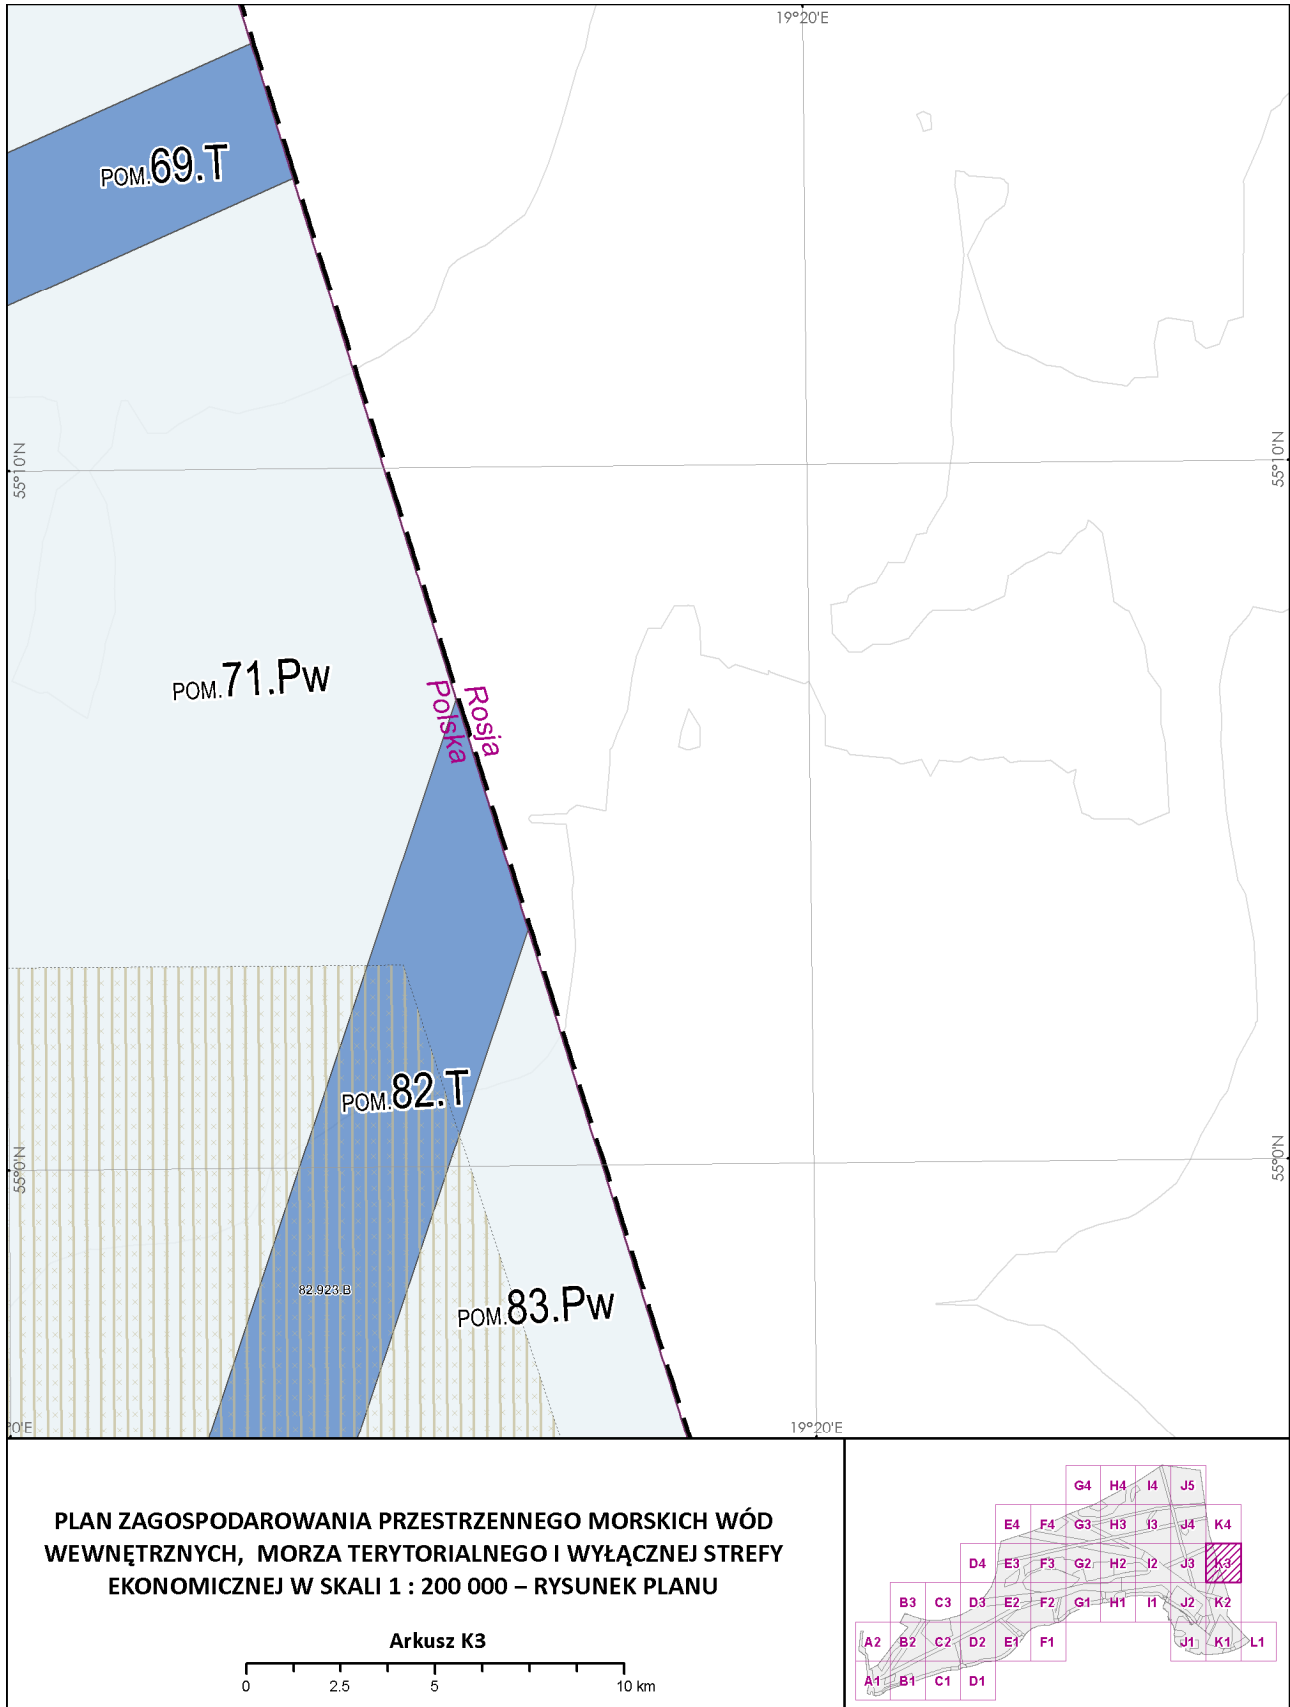 19°20'E
POM.69.T
55°10'N
55°10'N
POM.71.Pw
Polska
Rosja
POM.82.T
55°0'N
55°0'N
82.923.B
POM.83.Pw
°0'E
19°20'E
PLAN ZAGOSPODAROWANIA PRZESTRZENNEGO MORSKICH WÓD
WEWNĘTRZNYCH, MORZA TERYTORIALNEGO I WYŁĄCZNEJ STREFY
EKONOMICZNEJ W SKALI 1 : 200 000 – RYSUNEK PLANU
Arkusz K3
0 2.5 5 10 km
G4 H4 I4 J5
E4 F4 G3 H3 I3 J4 K4
D4 E3 F3 G2 H2 I2 J3 K3
B3 C3 D3 E2 F2 G1 H1 I1 J2 K2
A2 B2 C2 D2 E1 F1 J1 K1 L1
A1 B1 C1 D1